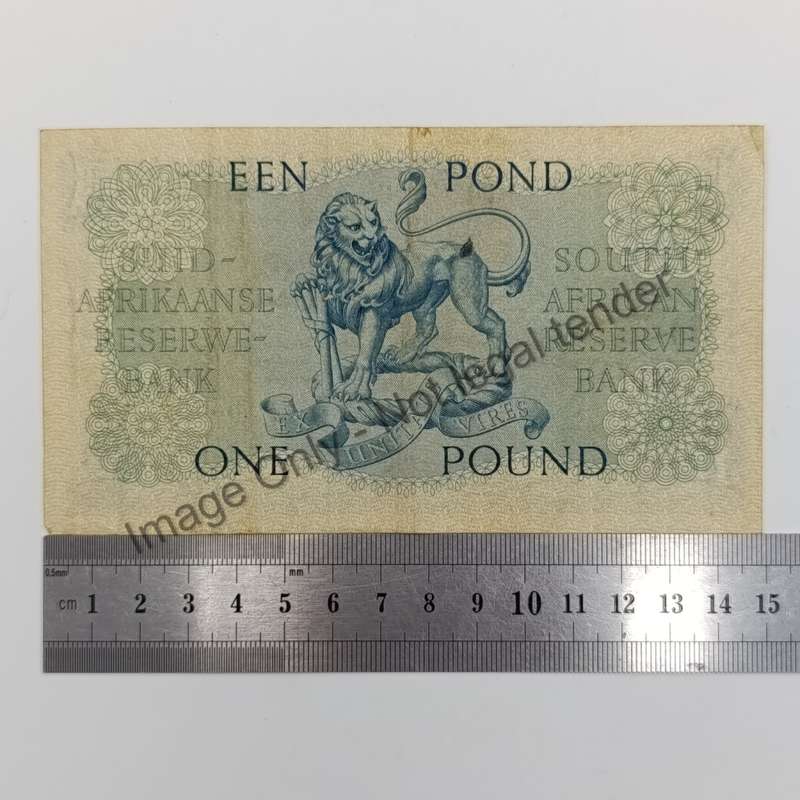 EEN POND
SUID-
AFRIKAANSE
RESERWE-
BANK
SOUTH
AFRICAN
RESERVE
BANK
EX UNITATE VIRES
ONE POUND
Image Only - Not legal tender
0.5mm
mm
cm 1 2 3 4 5 6 7 8 9 10 11 12 13 14 15